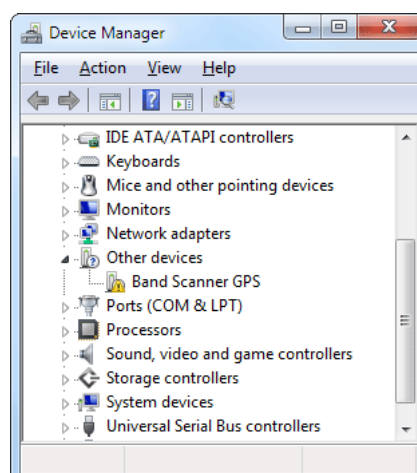 Device Manager
File Action View Help
IDE ATA/ATAPI controllers
Keyboards
Mice and other pointing devices
Monitors
Network adapters
Other devices
Band Scanner GPS
Ports (COM & LPT)
Processors
Sound, video and game controllers
Storage controllers
System devices
Universal Serial Bus controllers